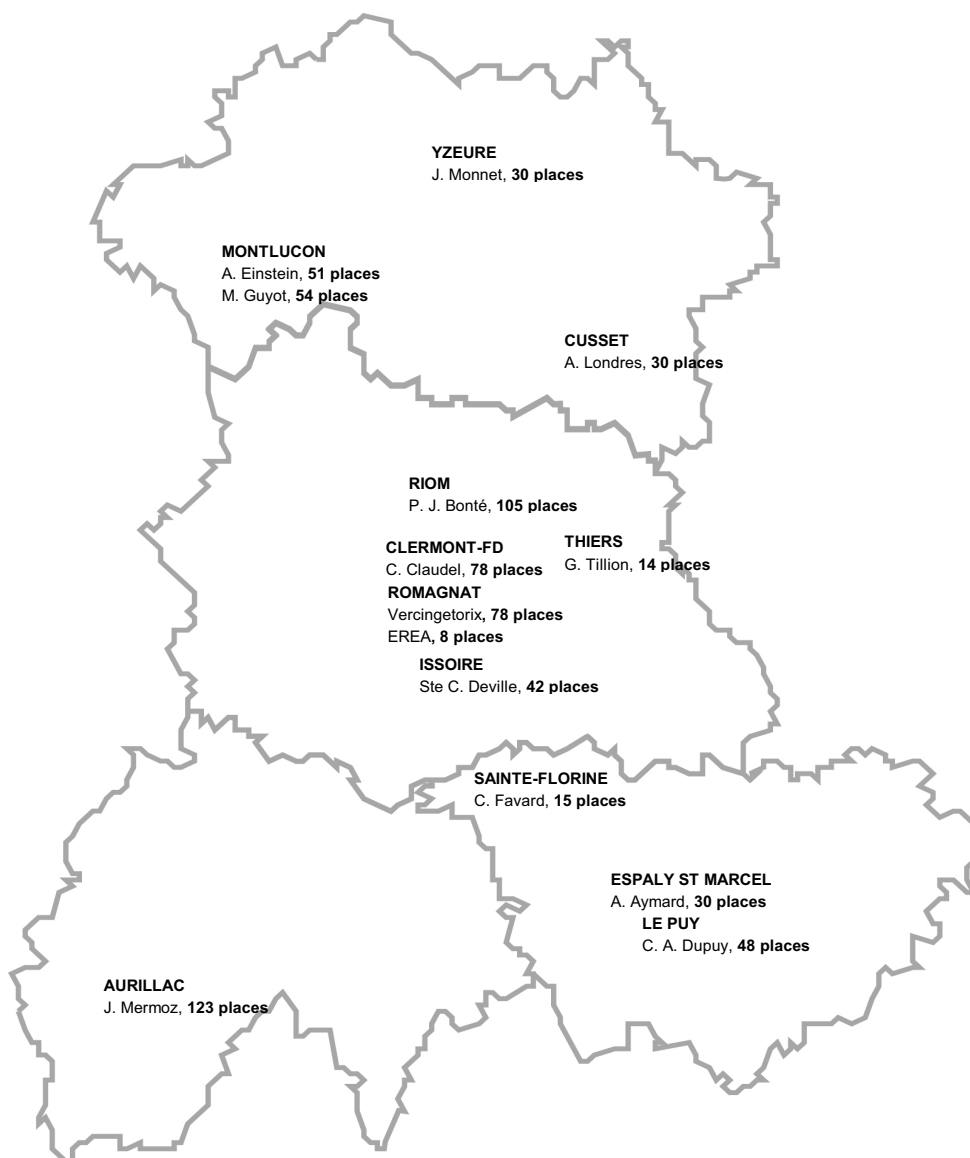 YZEURE
J. Monnet, 30 places
MONTLUCON
A. Einstein, 51 places
M. Guyot, 54 places
CUSSET
A. Londres, 30 places
RIOM
P. J. Bonté, 105 places
THIERS
G. Tillion, 14 places
CLERMONT-FD
C. Claudel, 78 places
ROMAGNAT
Vercingetorix, 78 places
EREA, 8 places
ISSOIRE
Ste C. Deville, 42 places
SAINTE-FLORINE
C. Favard, 15 places
ESPALY ST MARCEL
A. Aymard, 30 places
LE PUY
C. A. Dupuy, 48 places
AURILLAC
J. Mermoz, 123 places